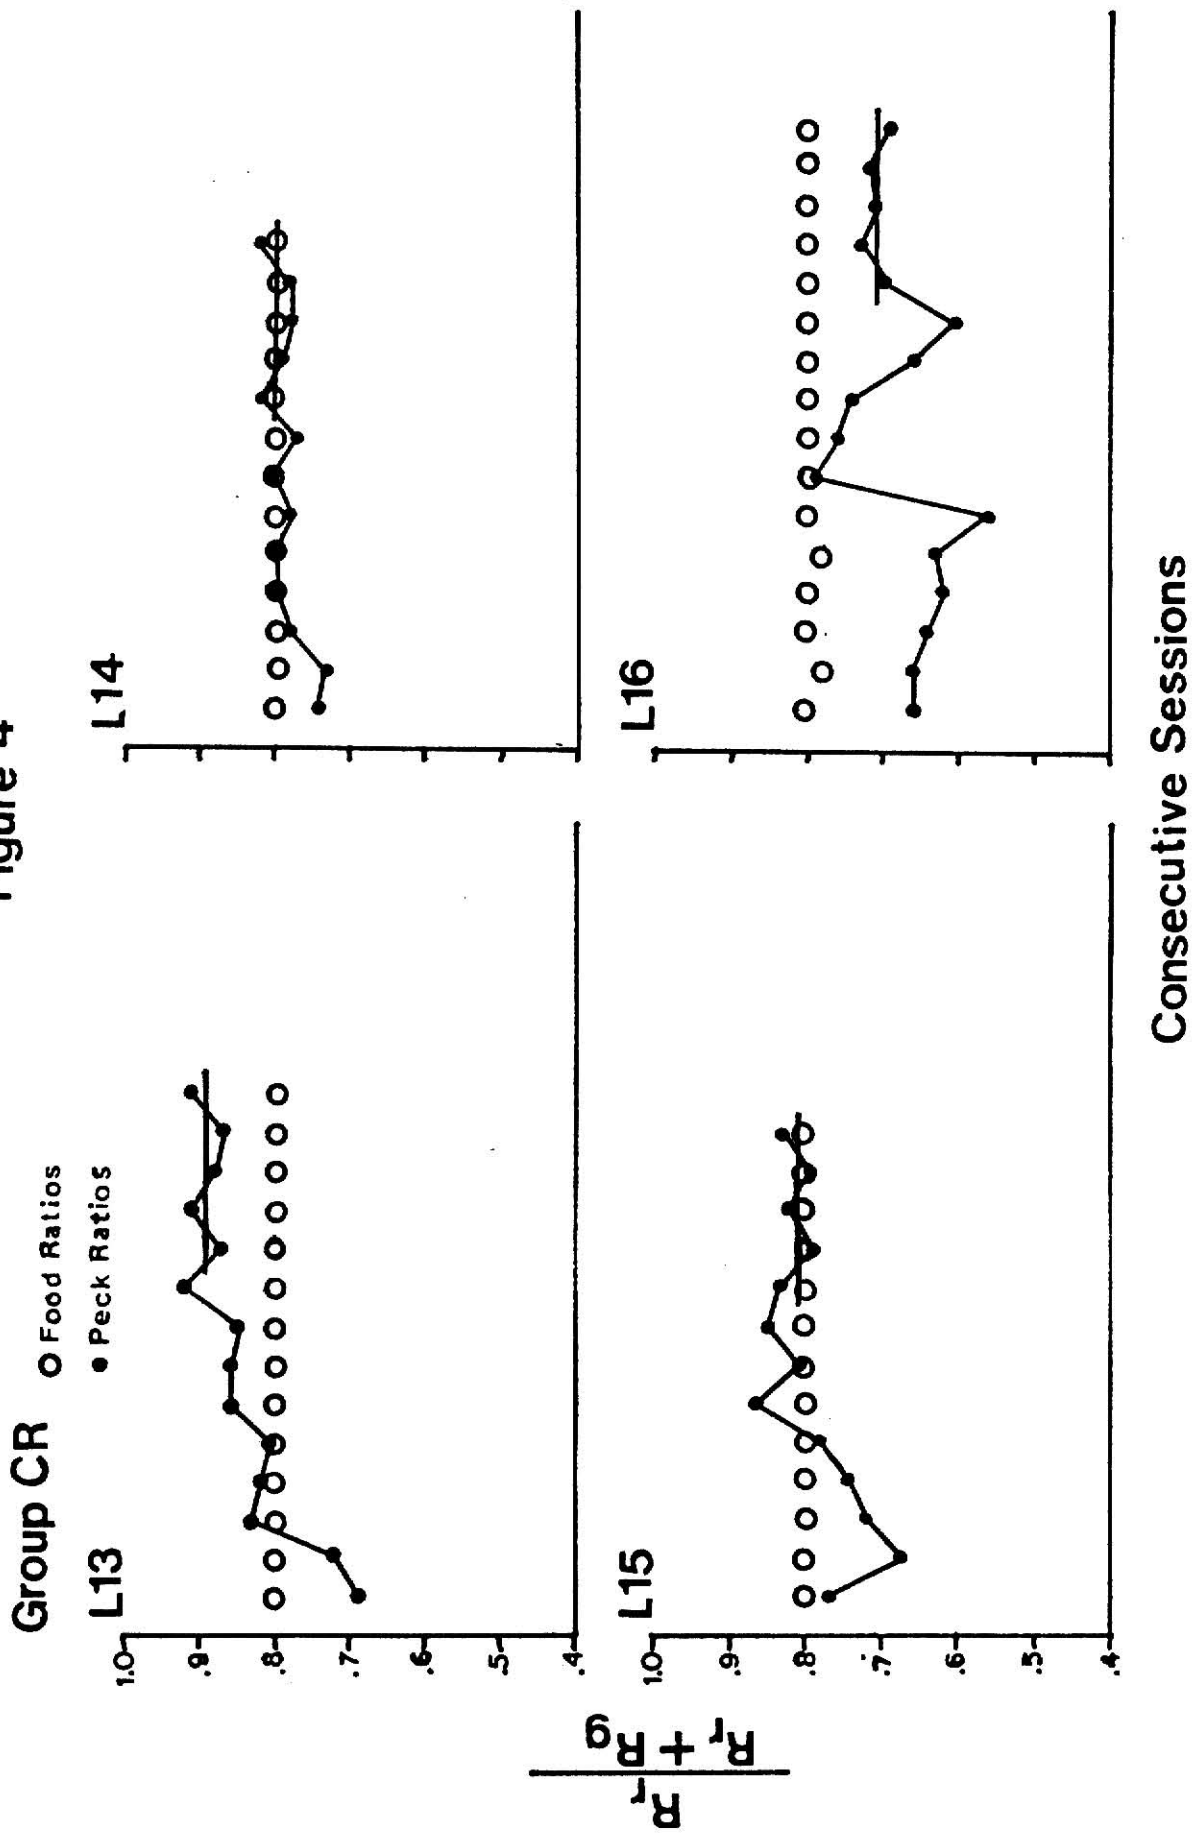 Figure 4
Group CR
O Food Ratios
● Peck Ratios
L13
L14
1.0
.9
.8
.7
.6
.5
.4
L15
L16
1.0
.9
.8
.7
.6
.5
.4
Rr
Rr + Rg
Consecutive Sessions